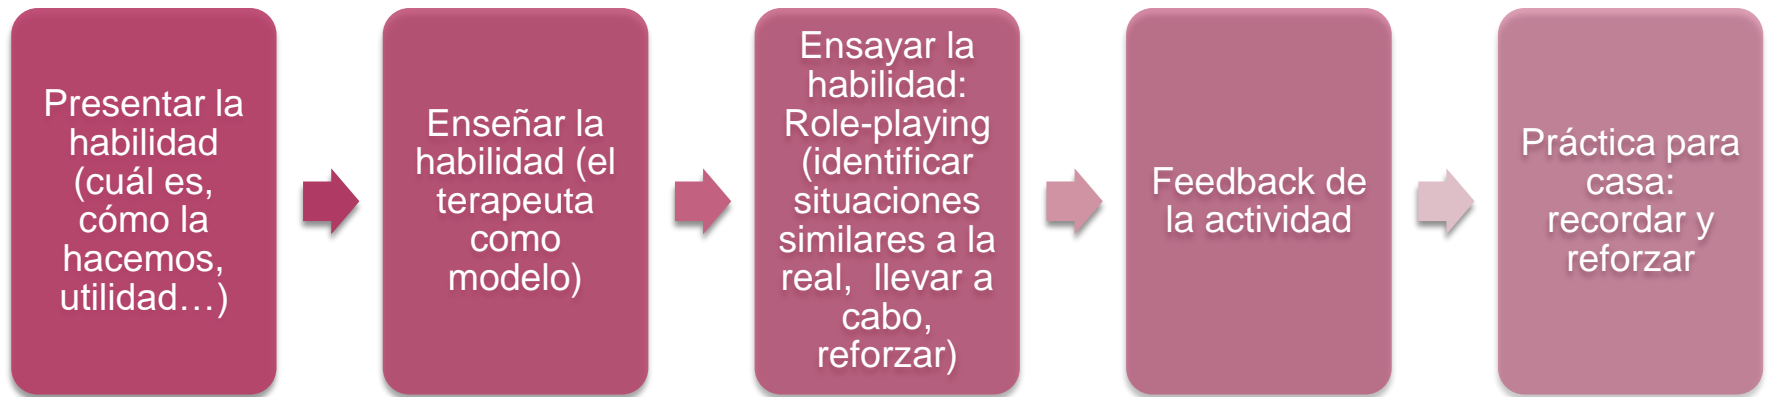 Presentar la
habilidad
(cuál es,
cómo la
hacemos,
utilidad…)
Enseñar la
habilidad (el
terapeuta
como
modelo)
Ensayar la
habilidad:
Role-playing
(identificar
situaciones
similares a la
real, llevar a
cabo,
reforzar)
Feedback de
la actividad
Práctica para
casa:
recordar y
reforzar